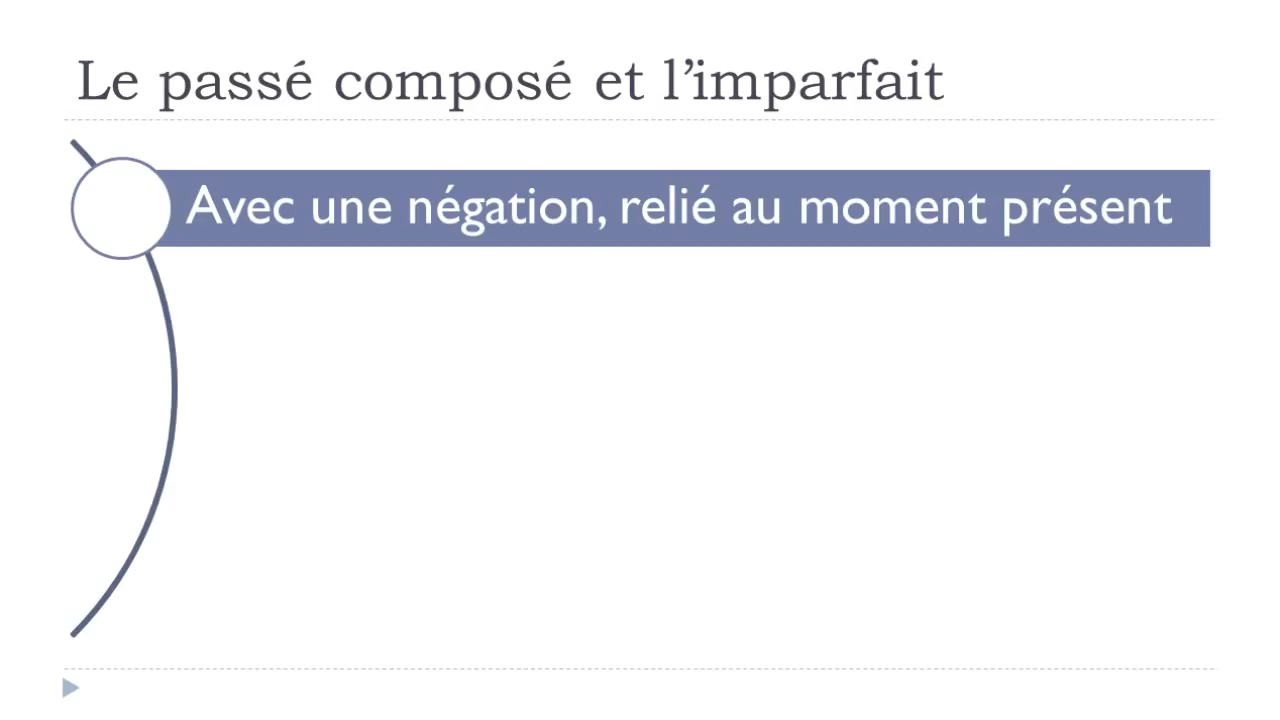 Le passé composé et l’imparfait
Avec une négation, relié au moment présent